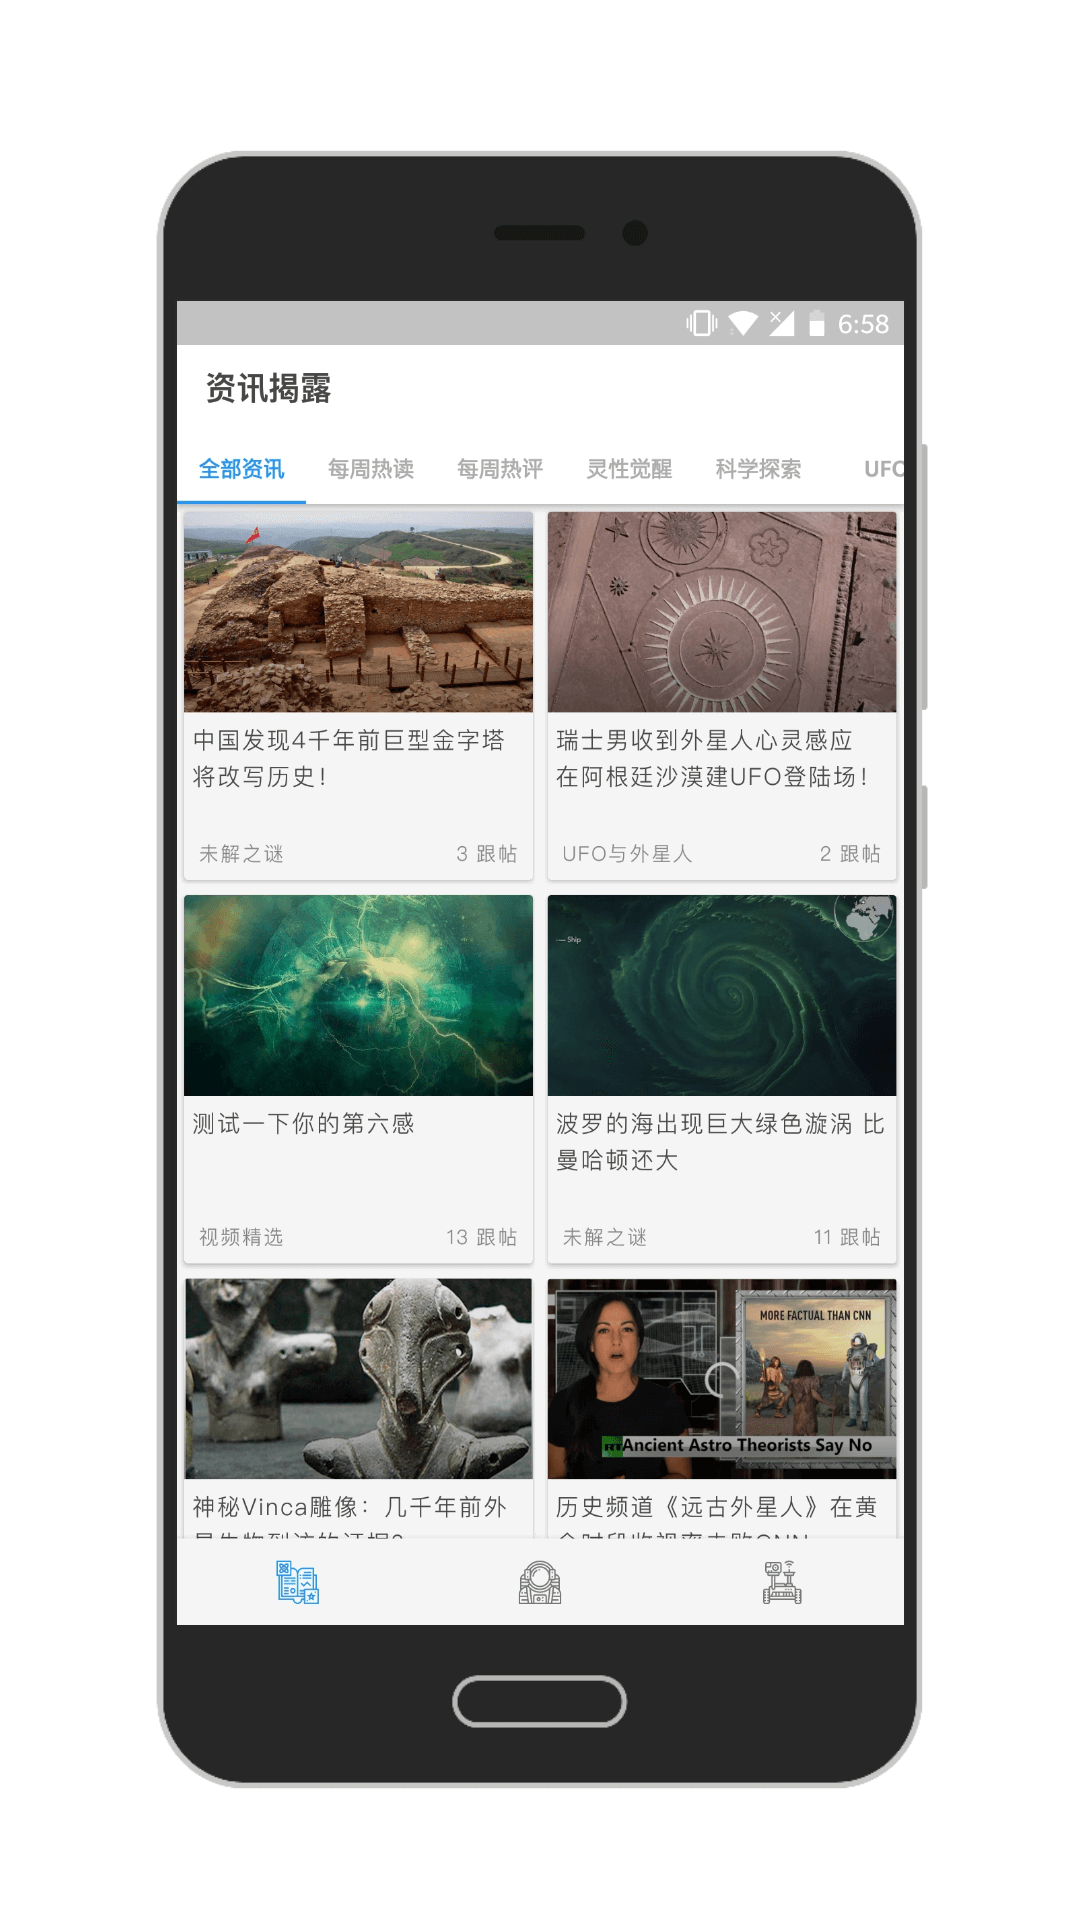 6:58
资讯揭露
全部资讯 每周热读 每周热评 灵性觉醒 科学探索 UFO
中国发现4千年前巨型金字塔
将改写历史！
未解之谜 3 跟帖
瑞士男收到外星人心灵感应
在阿根廷沙漠建UFO登陆场！
UFO与外星人 2 跟帖
测试一下你的第六感
视频精选 13 跟帖
Ship
波罗的海出现巨大绿色漩涡 比
曼哈顿还大
未解之谜 11 跟帖
神秘Vinca雕像：几千年前外
MORE FACTUAL THAN CNN
RT Ancient Astro Theorists Say No
历史频道《远古外星人》在黄